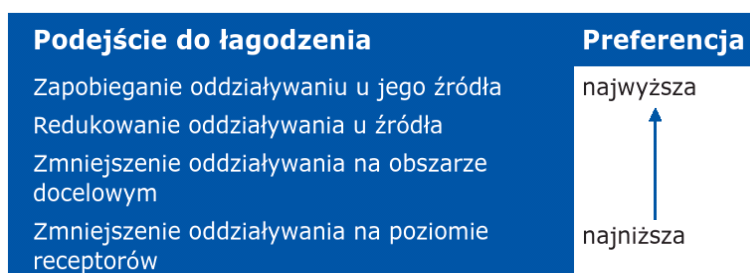 Podejście do łagodzenia Preferencja
Zapobieganie oddziaływaniu u jego źródła najwyższa
Redukowanie oddziaływania u źródła
Zmniejszenie oddziaływania na obszarze
docelowym
Zmniejszenie oddziaływania na poziomie najniższa
receptorów